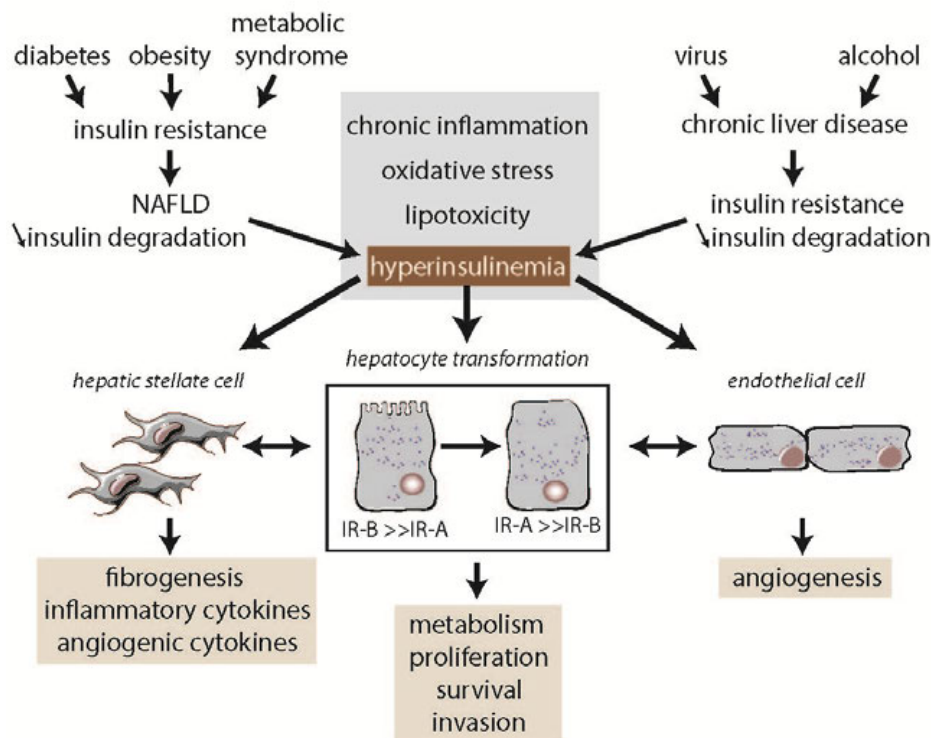 metabolic
diabetes obesity syndrome
insulin resistance
NAFLD
↘insulin degradation
chronic inflammation
oxidative stress
lipotoxicity
hyperinsulinemia
virus alcohol
chronic liver disease
insulin resistance
↘insulin degradation
hepatic stellate cell
hepatocyte transformation
endothelial cell
IR-B >>IR-A
IR-A >>IR-B
fibrogenesis
inflammatory cytokines
angiogenic cytokines
metabolism
proliferation
survival
invasion
angiogenesis